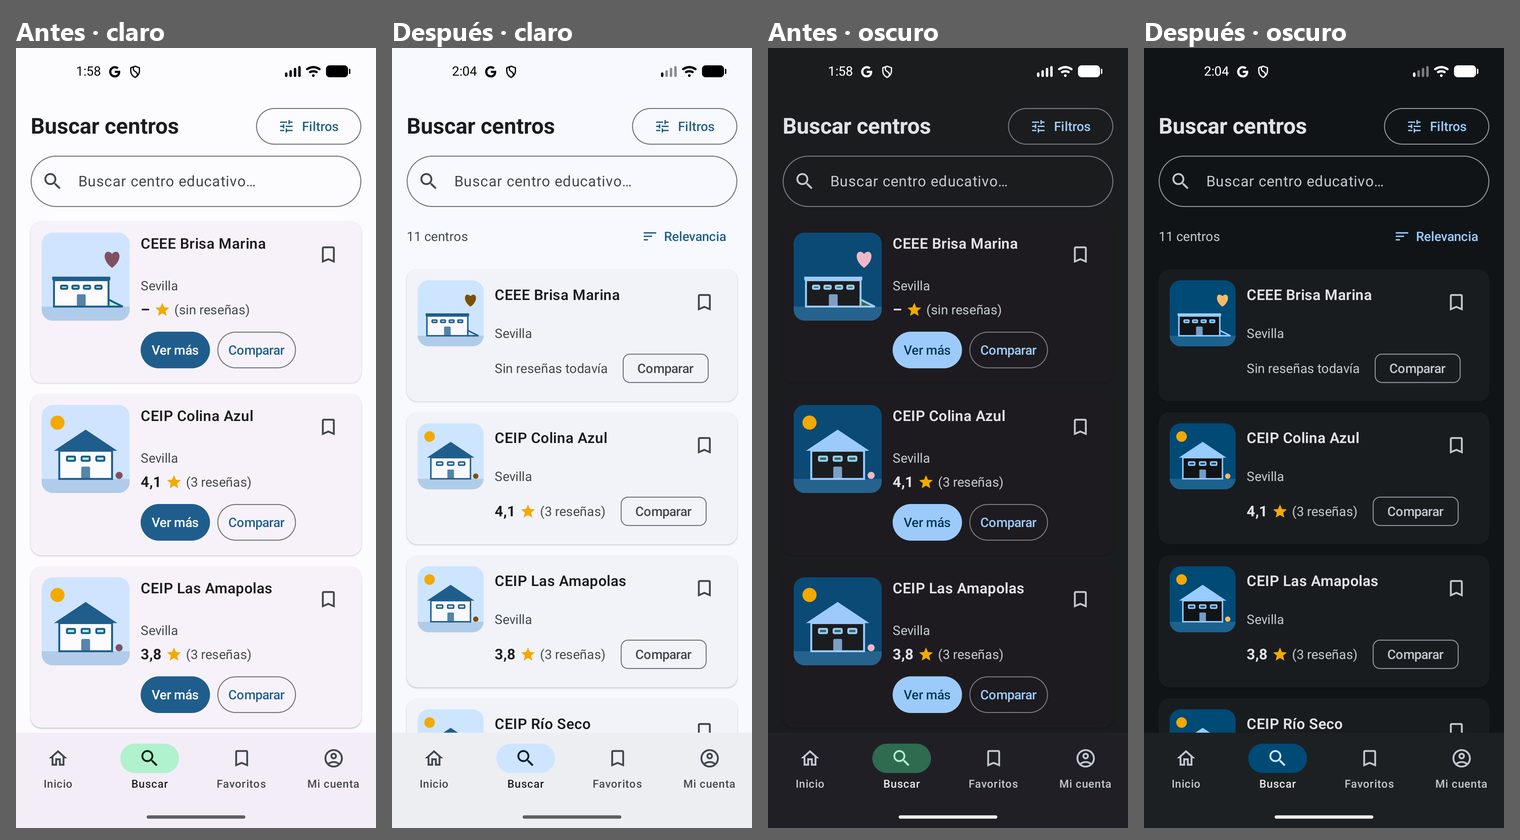 Antes · claro
1:58
Buscar centros
Filtros
Buscar centro educativo...
CEEE Brisa Marina
Sevilla
– (sin reseñas)
Ver más Comparar
CEIP Colina Azul
Sevilla
4,1 (3 reseñas)
Ver más Comparar
CEIP Las Amapolas
Sevilla
3,8 (3 reseñas)
Ver más Comparar
Inicio Buscar Favoritos Mi cuenta
Después · claro
2:04
Buscar centros
Filtros
Buscar centro educativo...
11 centros Relevancia
CEEE Brisa Marina
Sevilla
Sin reseñas todavía Comparar
CEIP Colina Azul
Sevilla
4,1 (3 reseñas) Comparar
CEIP Las Amapolas
Sevilla
3,8 (3 reseñas) Comparar
CEIP Río Seco
Inicio Buscar Favoritos Mi cuenta
Antes · oscuro
1:58
Buscar centros
Filtros
Buscar centro educativo...
CEEE Brisa Marina
Sevilla
– (sin reseñas)
Ver más Comparar
CEIP Colina Azul
Sevilla
4,1 (3 reseñas)
Ver más Comparar
CEIP Las Amapolas
Sevilla
3,8 (3 reseñas)
Ver más Comparar
Inicio Buscar Favoritos Mi cuenta
Después · oscuro
2:04
Buscar centros
Filtros
Buscar centro educativo...
11 centros Relevancia
CEEE Brisa Marina
Sevilla
Sin reseñas todavía Comparar
CEIP Colina Azul
Sevilla
4,1 (3 reseñas) Comparar
CEIP Las Amapolas
Sevilla
3,8 (3 reseñas) Comparar
CEIP Río Seco
Inicio Buscar Favoritos Mi cuenta